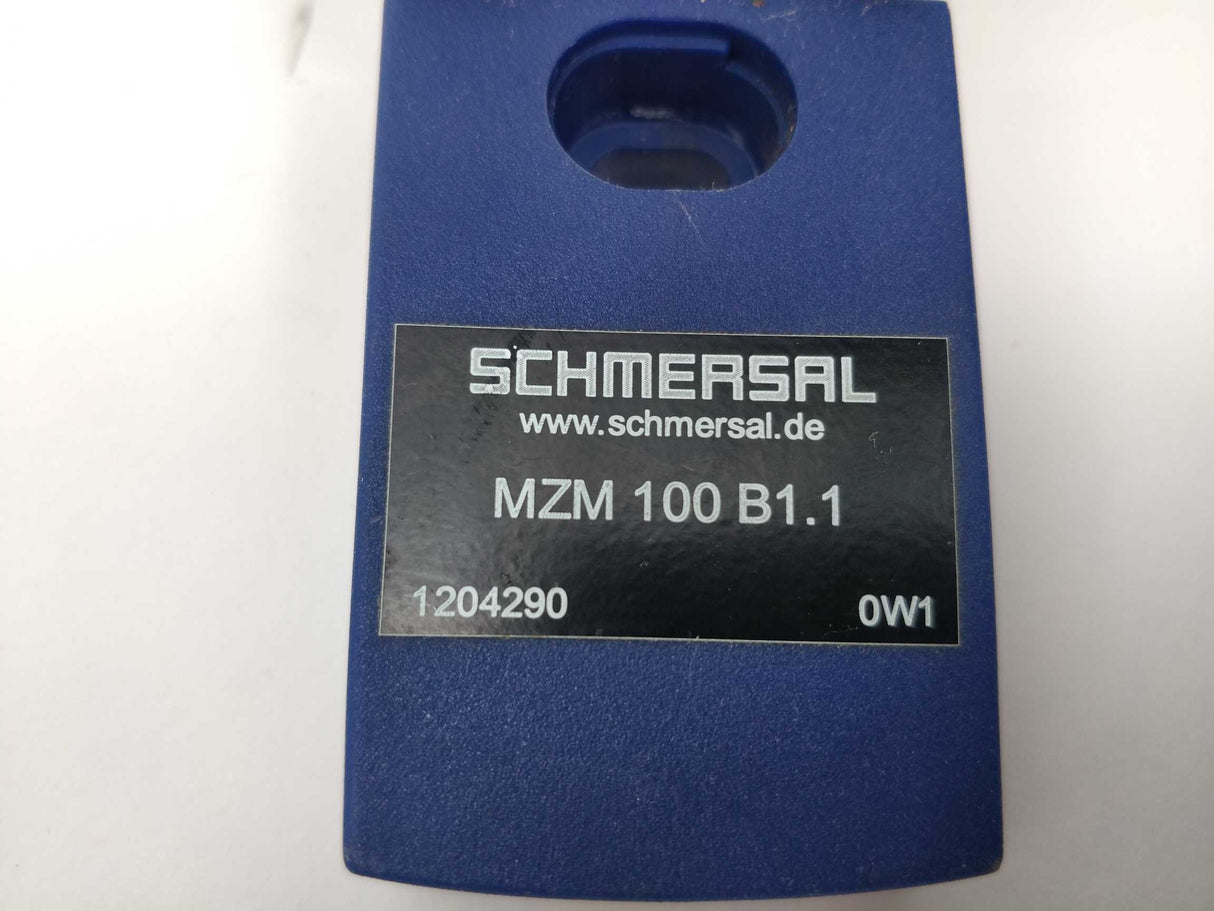 SCHMERSAL
www.schmersal.de
MZM 100 B1.1
1204290 0W1